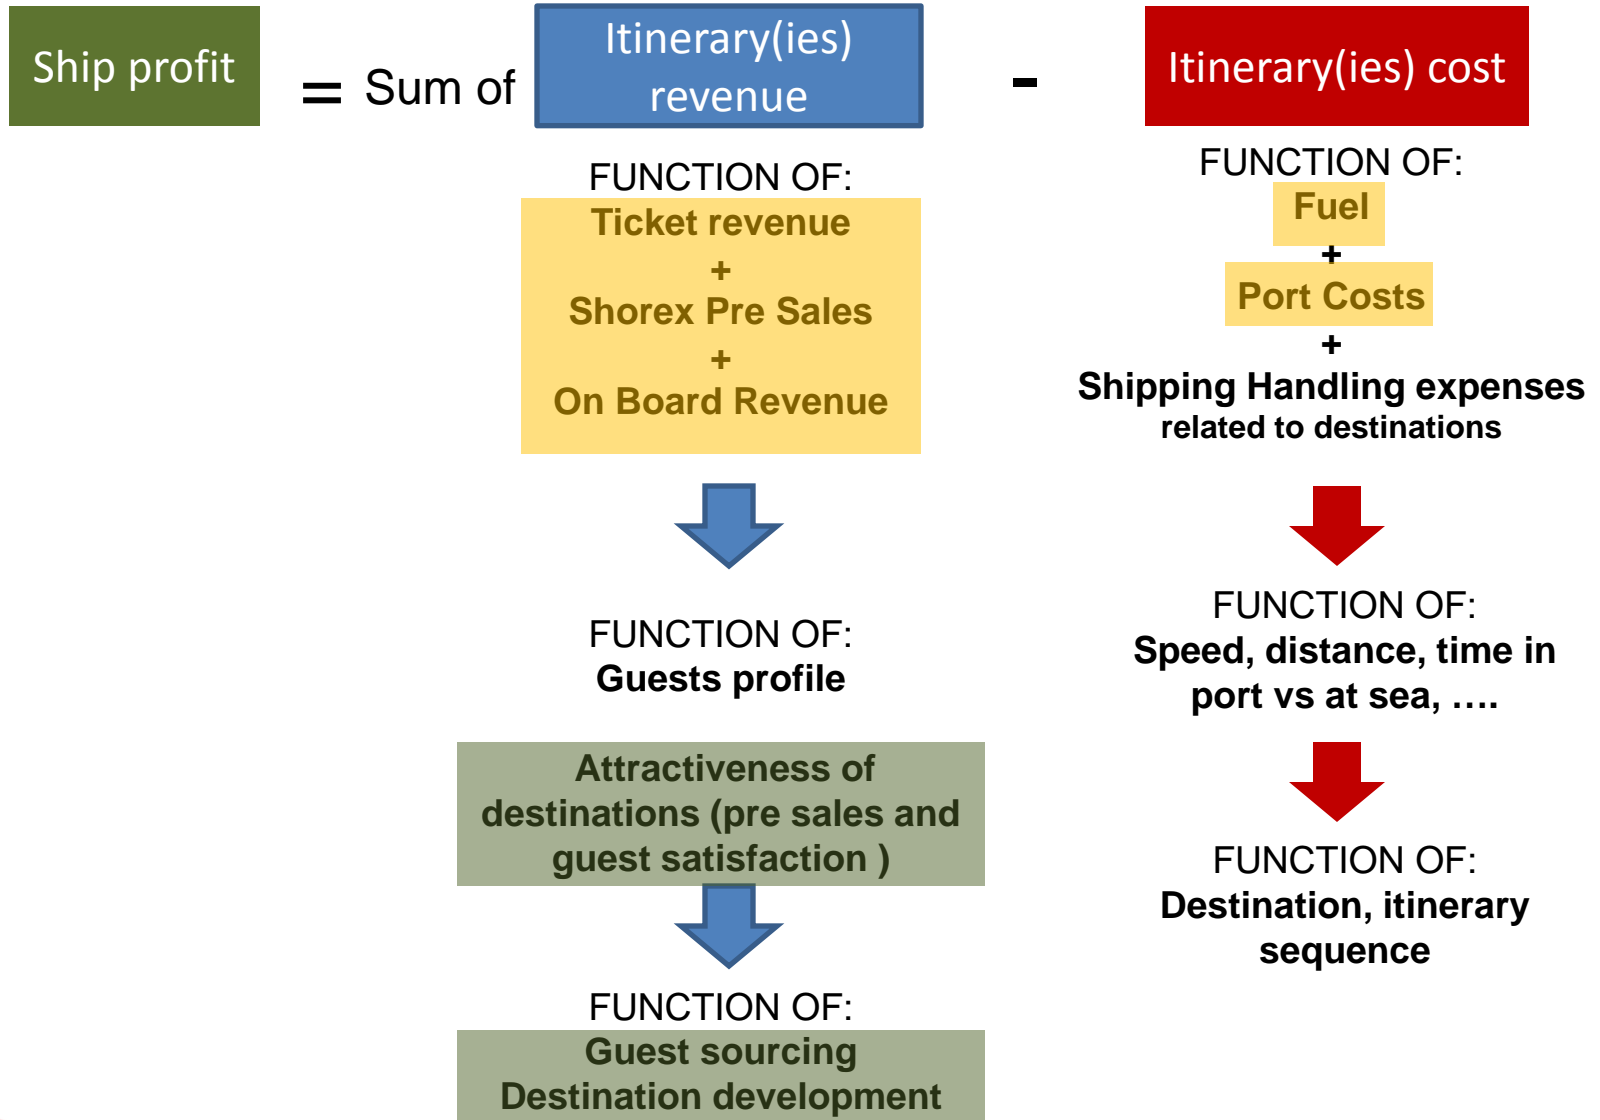 Ship profit
= Sum of
Itinerary(ies)
revenue
-
Itinerary(ies) cost
FUNCTION OF:
Ticket revenue
+
Shorex Pre Sales
+
On Board Revenue
FUNCTION OF:
Guests profile
Attractiveness of
destinations (pre sales and
guest satisfaction )
FUNCTION OF:
Guest sourcing
Destination development
FUNCTION OF:
Fuel
+
Port Costs
+
Shipping Handling expenses
related to destinations
FUNCTION OF:
Speed, distance, time in
port vs at sea, ....
FUNCTION OF:
Destination, itinerary
sequence